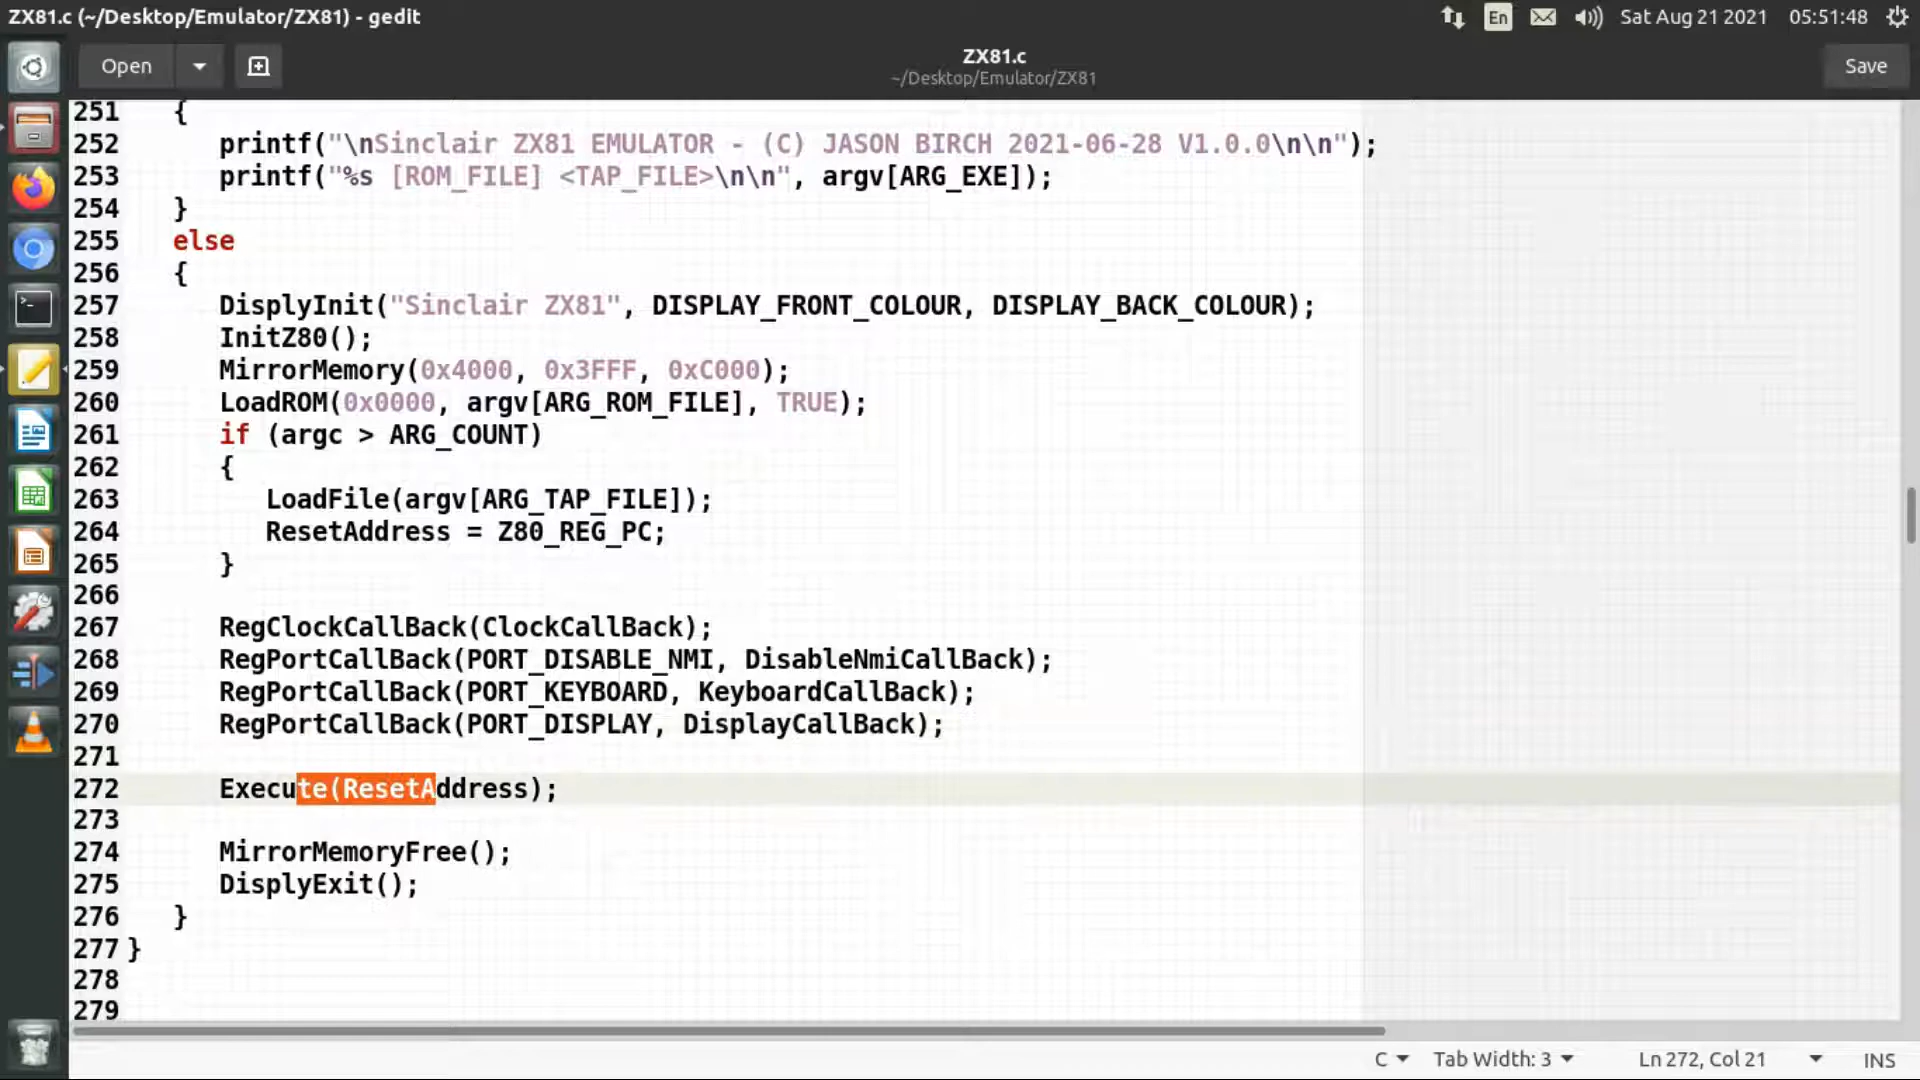 ZX81.c (~/Desktop/Emulator/ZX81) - gedit
En
Sat Aug 21 2021
05:51:48
Open
ZX81.c
~/Desktop/Emulator/ZX81
Save
251 {
252 printf("\nSinclair ZX81 EMULATOR - (C) JASON BIRCH 2021-06-28 V1.0.0\n\n");
253 printf("%s [ROM_FILE] <TAP_FILE>\n\n", argv[ARG_EXE]);
254 }
255 else
256 {
257 DisplyInit("Sinclair ZX81", DISPLAY_FRONT_COLOUR, DISPLAY_BACK_COLOUR);
258 InitZ80();
259 MirrorMemory(0x4000, 0x3FFF, 0xC000);
260 LoadROM(0x0000, argv[ARG_ROM_FILE], TRUE);
261 if (argc > ARG_COUNT)
262 {
263 LoadFile(argv[ARG_TAP_FILE]);
264 ResetAddress = Z80_REG_PC;
265 }
266
267 RegClockCallBack(ClockCallBack);
268 RegPortCallBack(PORT_DISABLE_NMI, DisableNmiCallBack);
269 RegPortCallBack(PORT_KEYBOARD, KeyboardCallBack);
270 RegPortCallBack(PORT_DISPLAY, DisplayCallBack);
271
272 Execute(ResetAddress);
273
274 MirrorMemoryFree();
275 DisplyExit();
276 }
277 }
278
279
C
Tab Width: 3
Ln 272, Col 21
INS